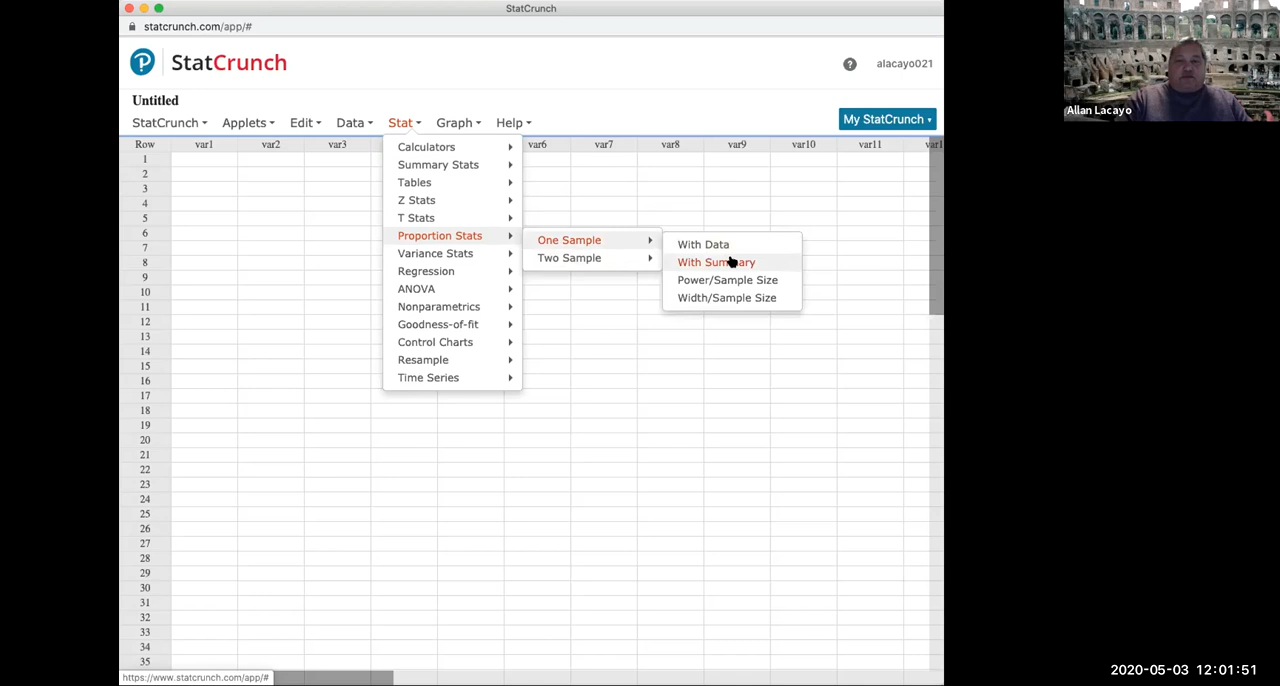 StatCrunch
statcrunch.com/app/#
StatCrunch
alacayo021
Untitled
StatCrunch Applets Edit Data Stat Graph Help
My StatCrunch
Row var1 var2 var3 var6 var7 var8 var9 var10 var11 var1
1
2
3
4
5
6
7
8
9
10
11
12
13
14
15
16
17
18
19
20
21
22
23
24
25
26
27
28
29
30
31
32
33
34
35
Calculators
Summary Stats
Tables
Z Stats
T Stats
Proportion Stats
Variance Stats
Regression
ANOVA
Nonparametrics
Goodness-of-fit
Control Charts
Resample
Time Series
One Sample
Two Sample
With Data
With Summary
Power/Sample Size
Width/Sample Size
https://www.statcrunch.com/app/#
Allan Lacayo
2020-05-03 12:01:51